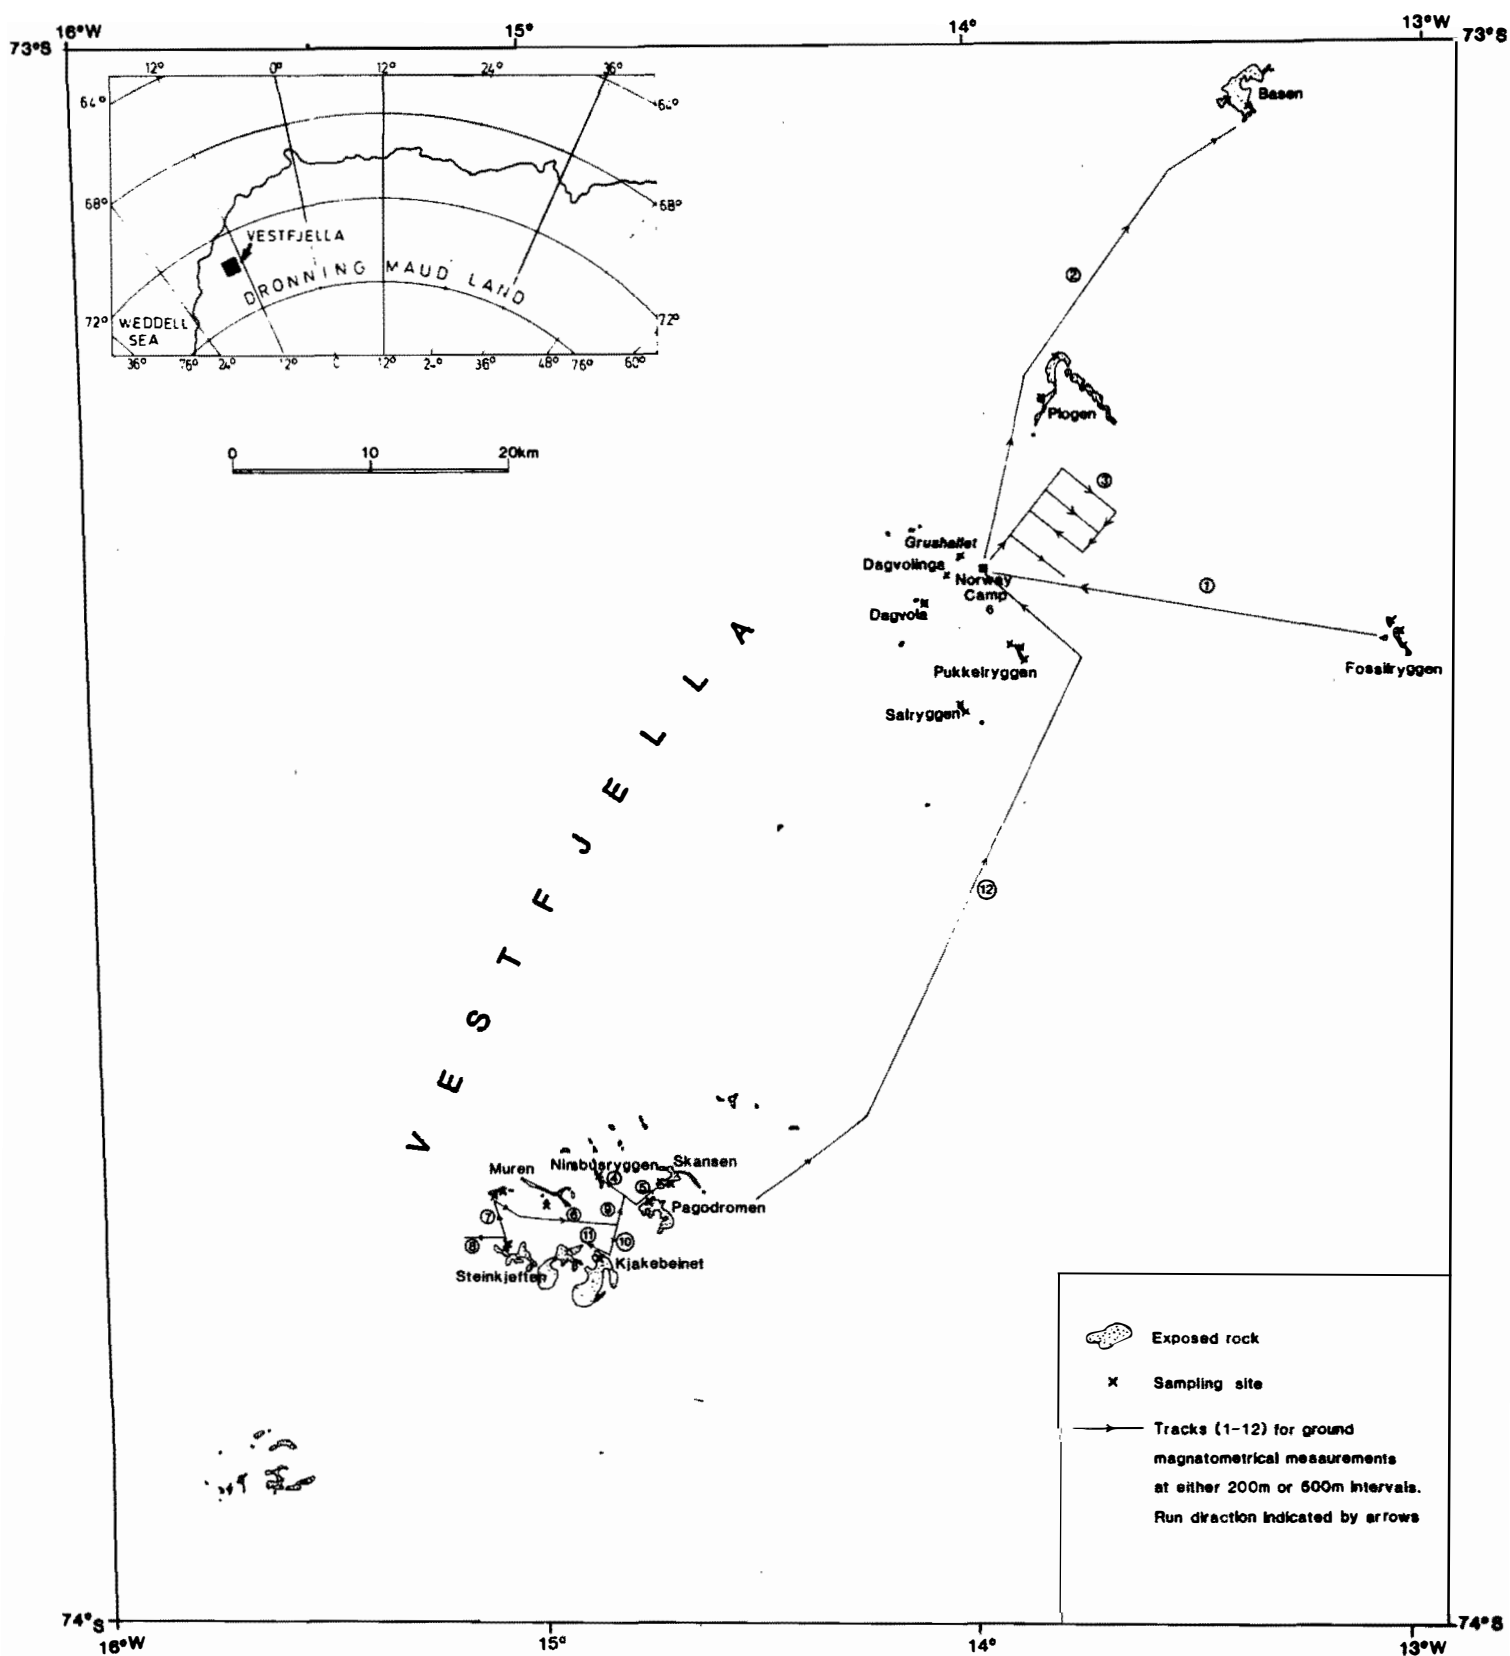 16°W
15°
14°
13°W
73°S
73°S
12°
0°
12°
24°
36°
64°
64°
68°
68°
72°
72°
VESTFJELLA
DRONNING MAUD LAND
WEDDELL
SEA
36°
76°
24°
12°
12°
36°
48°
76°
60°
0
10
20km
Basen
2
Plogen
3
Grushallet
Dagvolinga
Norway
Camp
6
1
Dagvola
Pukkelryggen
Fossilryggen
Salryggen
VESTFJELLA
12
Muren
Nimbusryggen
Skansen
4
5
Pagodromen
7
6
9
8
11
10
Steinkjeften
Kjakebeinet
Exposed rock
Sampling site
Tracks (1-12) for ground
magnatometrical measurements
at either 200m or 500m intervals.
Run diraction indicated by arrows
74°S
74°S
16°W
15°
14°
13°W